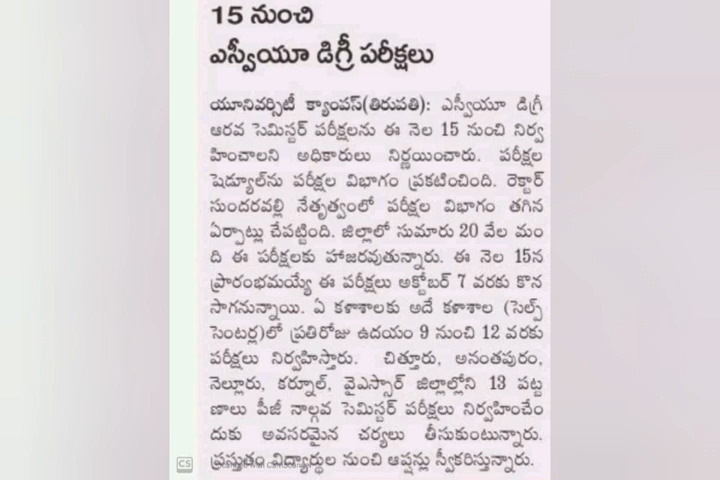 15 నుంచి
ఎస్వీయూ డిగ్రీ పరీక్షలు
యూనివర్సిటీ క్యాంపస్(తిరుపతి): ఎస్వీయూ డిగ్రీ
ఆరవ సెమిస్టర్ పరీక్షలను ఈ నెల 15 నుంచి నిర్వ
హించాలని అధికారులు నిర్ణయించారు. పరీక్షల
షెడ్యూల్‌ను పరీక్షల విభాగం ప్రకటించింది. రెక్టార్
సుందరవల్లి నేతృత్వంలో పరీక్షల విభాగం తగిన
ఏర్పాట్లు చేపట్టింది. జిల్లాలో సుమారు 20 వేల మం
ది ఈ పరీక్షలకు హాజరవుతున్నారు. ఈ నెల 15న
ప్రారంభమయ్యే ఈ పరీక్షలు అక్టోబర్ 7 వరకు కొన
సాగనున్నాయి. ఏ కళాశాలకు అదే కళాశాల (సెల్ఫ్
సెంటర్ల)లో ప్రతిరోజు ఉదయం 9 నుంచి 12 వరకు
పరీక్షలు నిర్వహిస్తారు. చిత్తూరు, అనంతపురం,
నెల్లూరు, కర్నూల్, వైఎస్సార్ జిల్లాల్లోని 13 పట్ట
ణాలు పీజీ నాల్గవ సెమిస్టర్ పరీక్షలు నిర్వహించేం
దుకు అవసరమైన చర్యలు తీసుకుంటున్నారు.
ప్రస్తుతం విద్యార్థుల నుంచి ఆప్షన్లు స్వీకరిస్తున్నారు.
CS